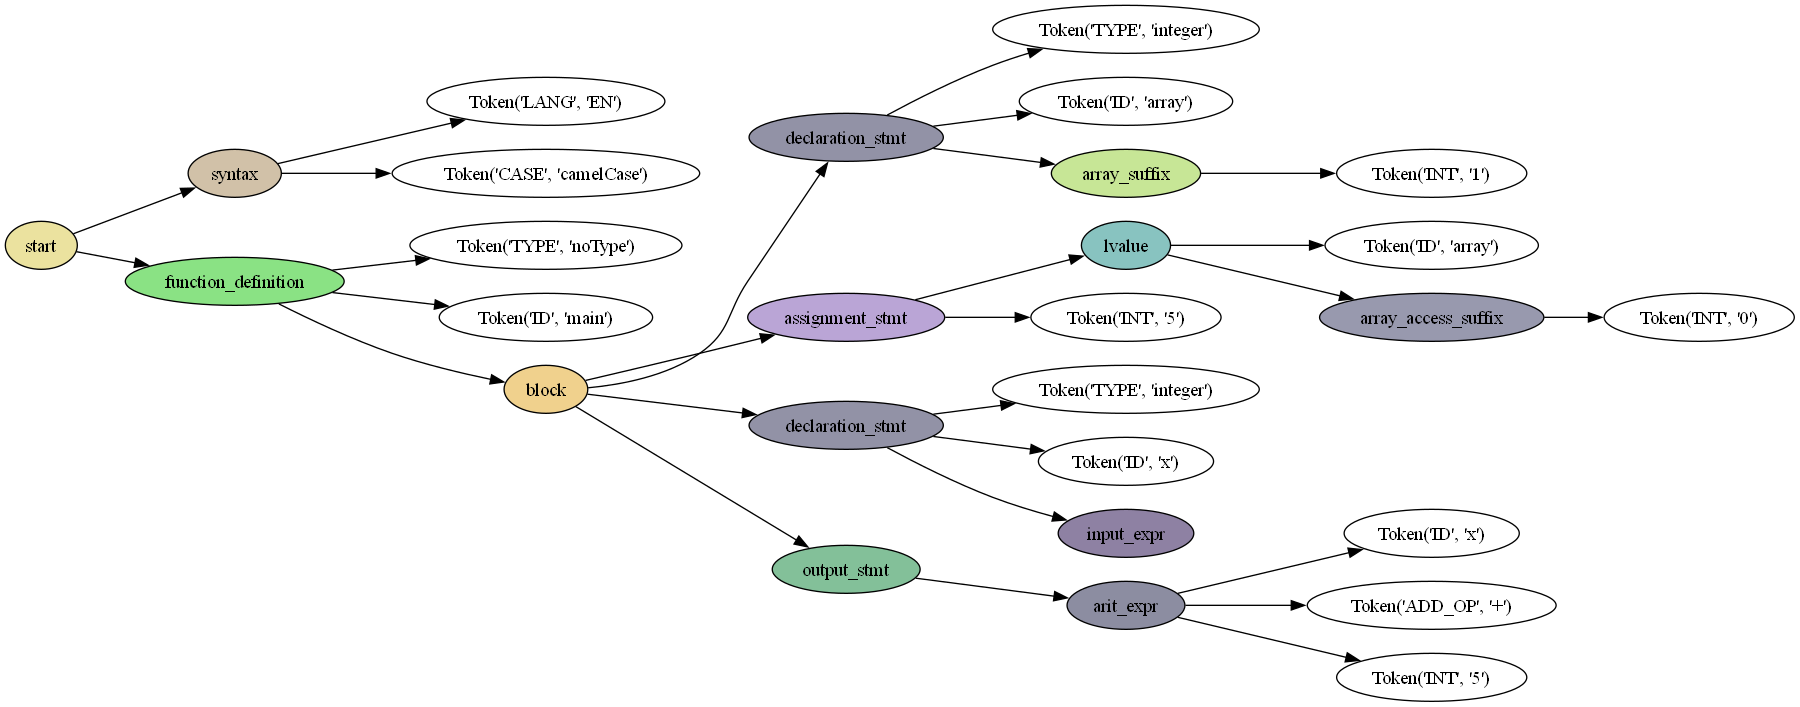 start
syntax
Token('LANG', 'EN')
Token('CASE', 'camelCase')
function_definition
Token('TYPE', 'noType')
Token('ID', 'main')
block
declaration_stmt
Token('TYPE', 'integer')
Token('ID', 'array')
array_suffix
Token('INT', '1')
assignment_stmt
lvalue
Token('ID', 'array')
array_access_suffix
Token('INT', '0')
Token('INT', '5')
declaration_stmt
Token('TYPE', 'integer')
Token('ID', 'x')
input_expr
output_stmt
arit_expr
Token('ID', 'x')
Token('ADD_OP', '+')
Token('INT', '5')